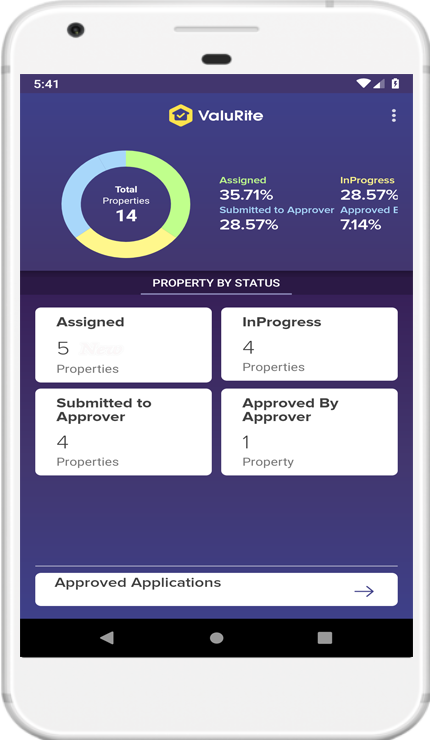 5:41
ValuRite
Total
Properties
14
Assigned
35.71%
InProgress
28.57%
Submitted to Approver
28.57%
Approved B
7.14%
PROPERTY BY STATUS
Assigned
5
Properties
InProgress
4
Properties
Submitted to
Approver
4
Properties
Approved By
Approver
1
Property
Approved Applications